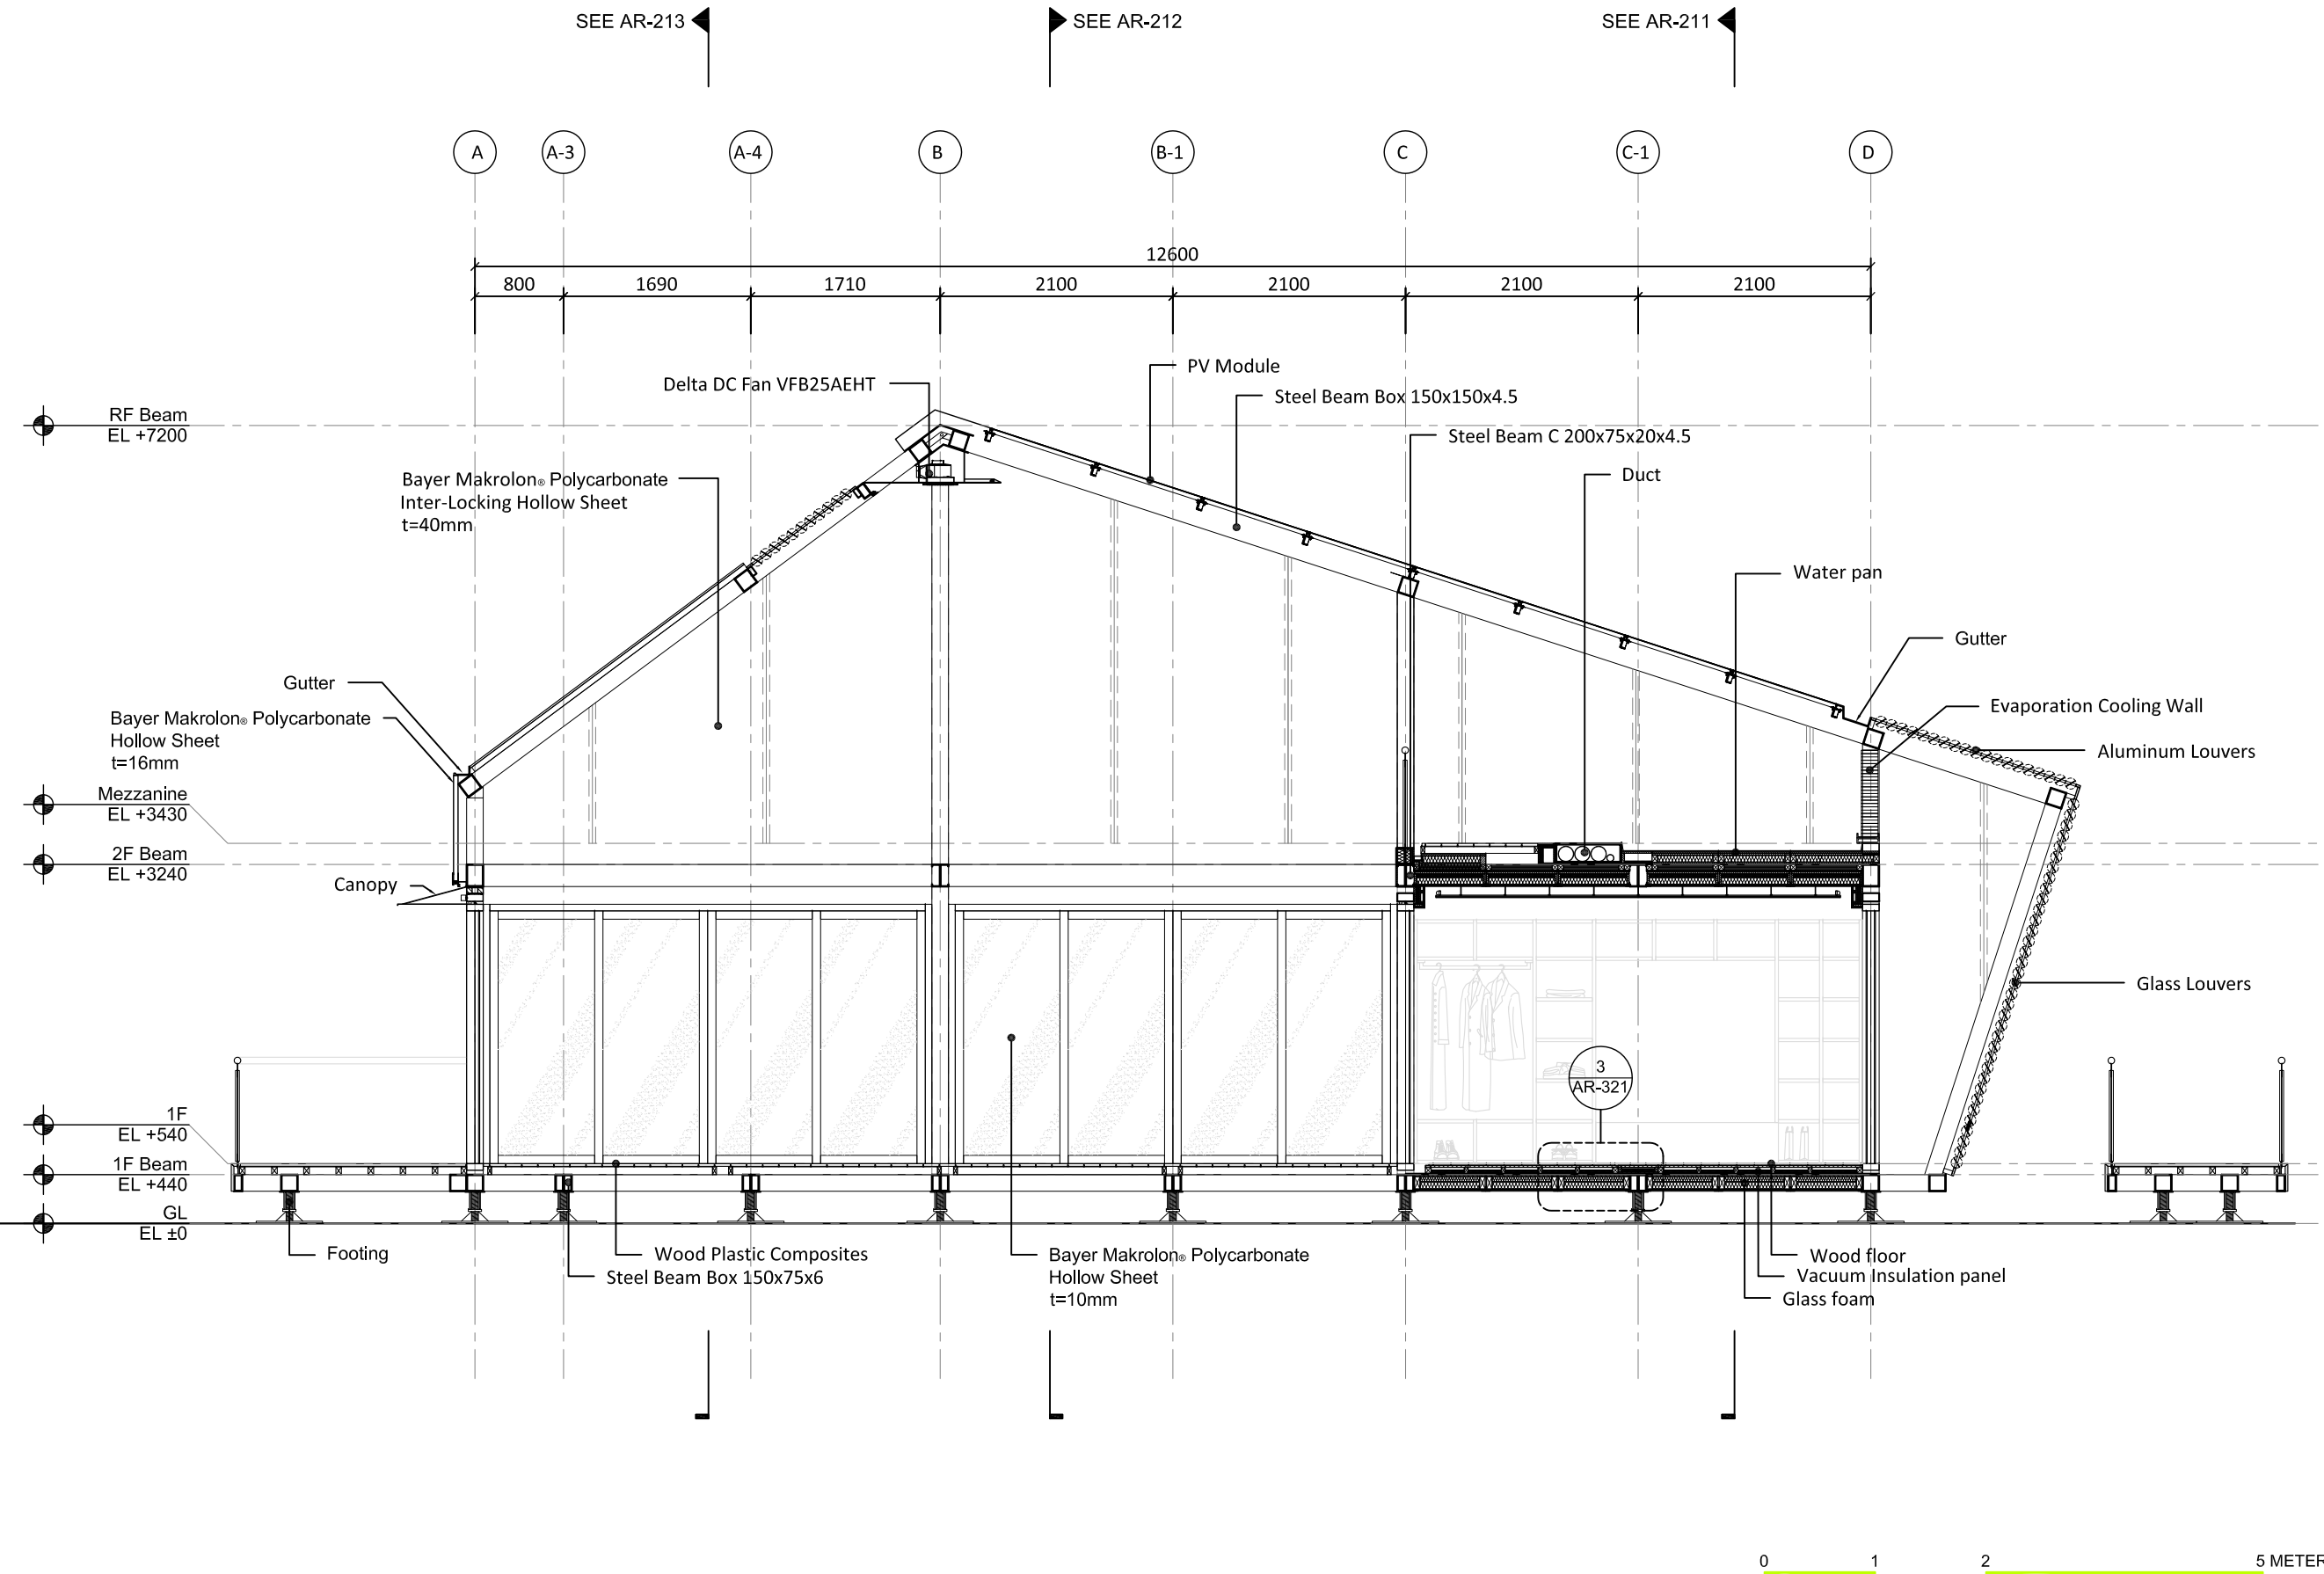 SEE AR-213
SEE AR-212
SEE AR-211
A
A-3
A-4
B
B-1
C
C-1
D
12600
800
1690
1710
2100
2100
2100
2100
PV Module
Delta DC Fan VFB25AEHT
Steel Beam Box 150x150x4.5
RF Beam
EL +7200
Steel Beam C 200x75x20x4.5
Duct
Bayer Makrolon® Polycarbonate
Inter-Locking Hollow Sheet
t=40mm
Water pan
Gutter
Gutter
Evaporation Cooling Wall
Bayer Makrolon® Polycarbonate
Hollow Sheet
t=16mm
Aluminum Louvers
Mezzanine
EL +3430
2F Beam
EL +3240
Canopy
Glass Louvers
3
AR-321
1F
EL +540
1F Beam
EL +440
GL
EL ±0
Footing
Wood Plastic Composites
Steel Beam Box 150x75x6
Bayer Makrolon® Polycarbonate
Hollow Sheet
t=10mm
Wood floor
Vacuum Insulation panel
Glass foam
0
1
2
5 METER